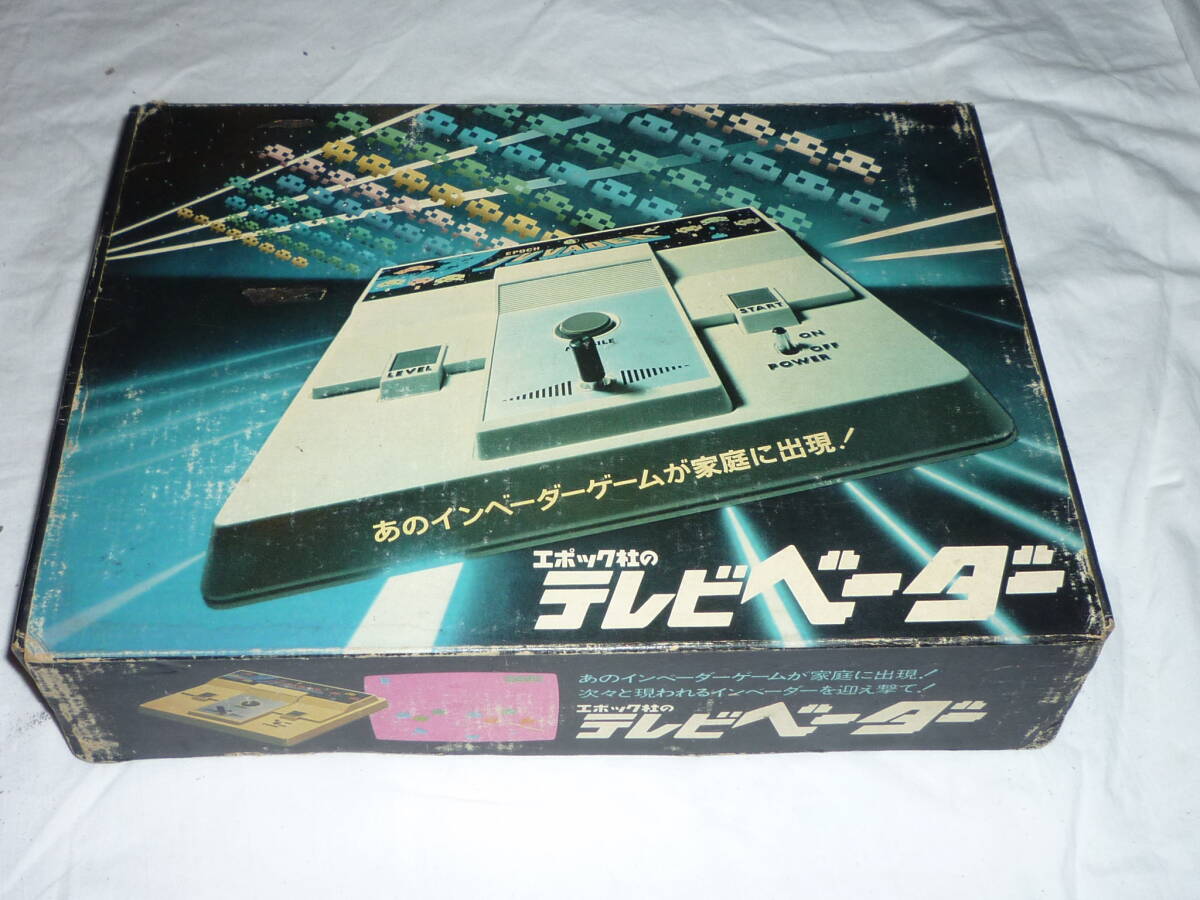 EPOCH
LEVEL
START
ON
OFF
POWER
あのインベーダーゲームが家庭に出現!
エポック社の
テレビベーダー
あのインベーダーゲームが家庭に出現!
次々と現われるインベーダーを迎え撃て!
エポック社の
テレビベーダー